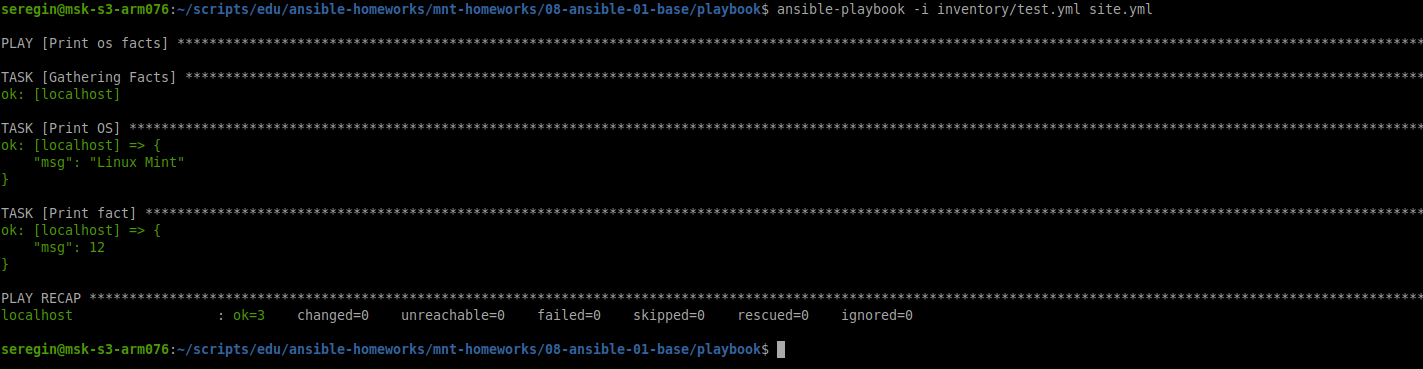 seregin@msk-s3-arm076:~/scripts/edu/ansible-homeworks/mnt-homeworks/08-ansible-01-base/playbook$ ansible-playbook -i inventory/test.yml site.yml
PLAY [Print os facts] ****************************************************************************************************************************************************************
TASK [Gathering Facts] ***************************************************************************************************************************************************************
ok: [localhost]
TASK [Print OS] **********************************************************************************************************************************************************************
ok: [localhost] => {
    "msg": "Linux Mint"
}
TASK [Print fact] ********************************************************************************************************************************************************************
ok: [localhost] => {
    "msg": 12
}
PLAY RECAP ***************************************************************************************************************************************************************************
localhost                  : ok=3    changed=0    unreachable=0    failed=0    skipped=0    rescued=0    ignored=0
seregin@msk-s3-arm076:~/scripts/edu/ansible-homeworks/mnt-homeworks/08-ansible-01-base/playbook$